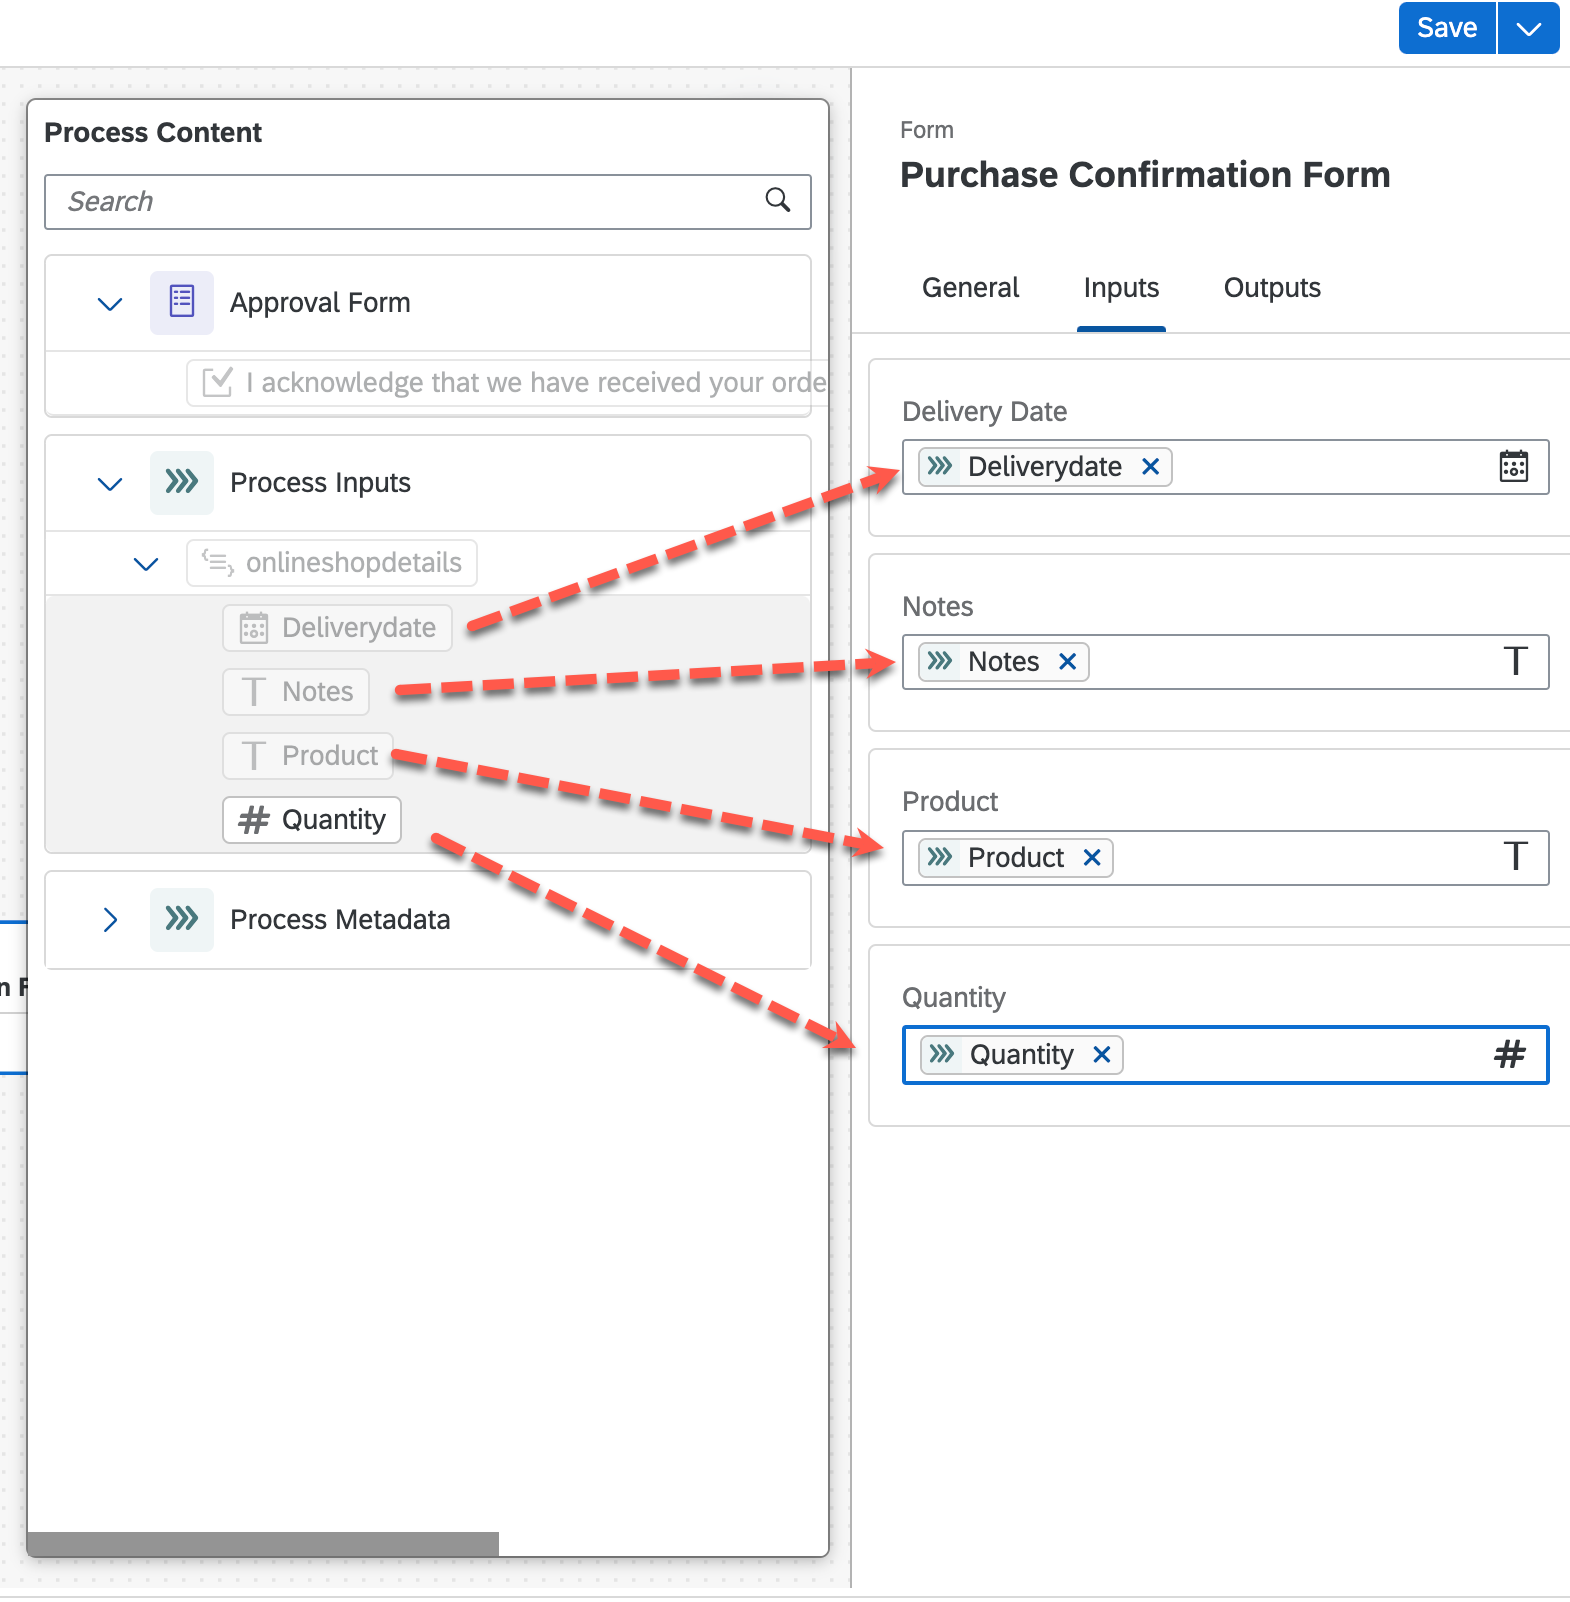 Save
Process Content
Search
Approval Form
I acknowledge that we have received your orde
Process Inputs
onlineshopdetails
Deliverydate
Notes
Product
# Quantity
Process Metadata
n F
Form
Purchase Confirmation Form
General Inputs Outputs
Delivery Date
Deliverydate
Notes
Notes
T
Product
Product
T
Quantity
Quantity
#